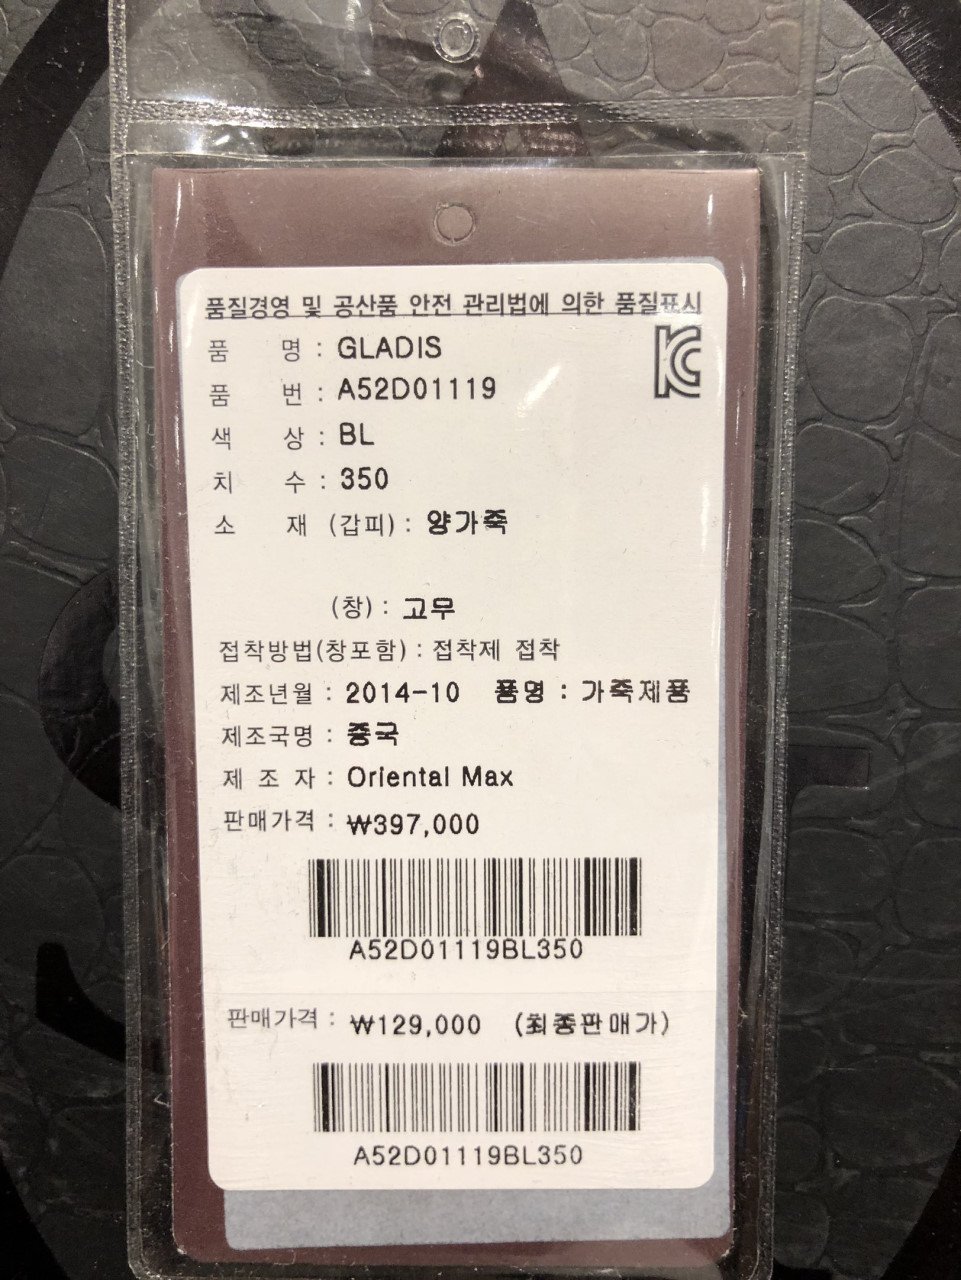 품질경영 및 공산품 안전 관리법에 의한 품질표시
품 명 : GLADIS
품 번 : A52D01119
색 상 : BL
치 수 : 350
소 재 (갑피) : 양가죽
(창) : 고무
접착방법(창포함) : 접착제 접착
제조년월 : 2014-10 품명 : 가죽제품
제조국명 : 중국
제 조 자 : Oriental Max
판매가격 : ₩397,000
A52D01119BL350
판매가격 : ₩129,000 (최종판매가)
A52D01119BL350